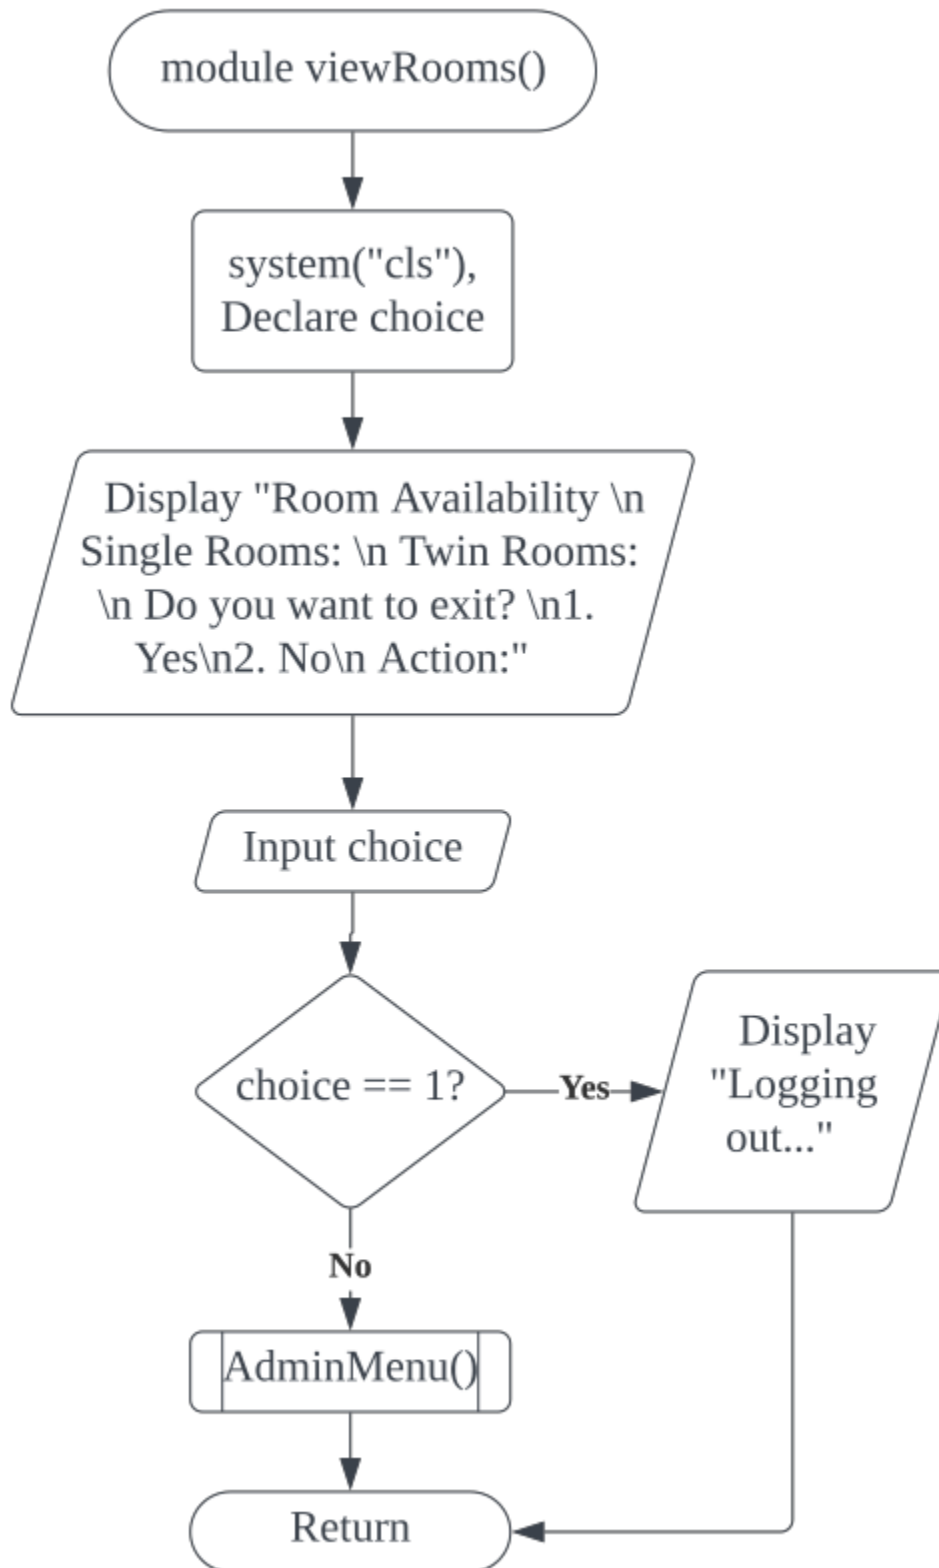 module viewRooms()
system("cls"),
Declare choice
Display "Room Availability \n
Single Rooms: \n Twin Rooms:
\n Do you want to exit? \n1.
Yes\n2. No\n Action:"
Input choice
choice == 1?
Yes
Display
"Logging
out..."
No
AdminMenu()
Return